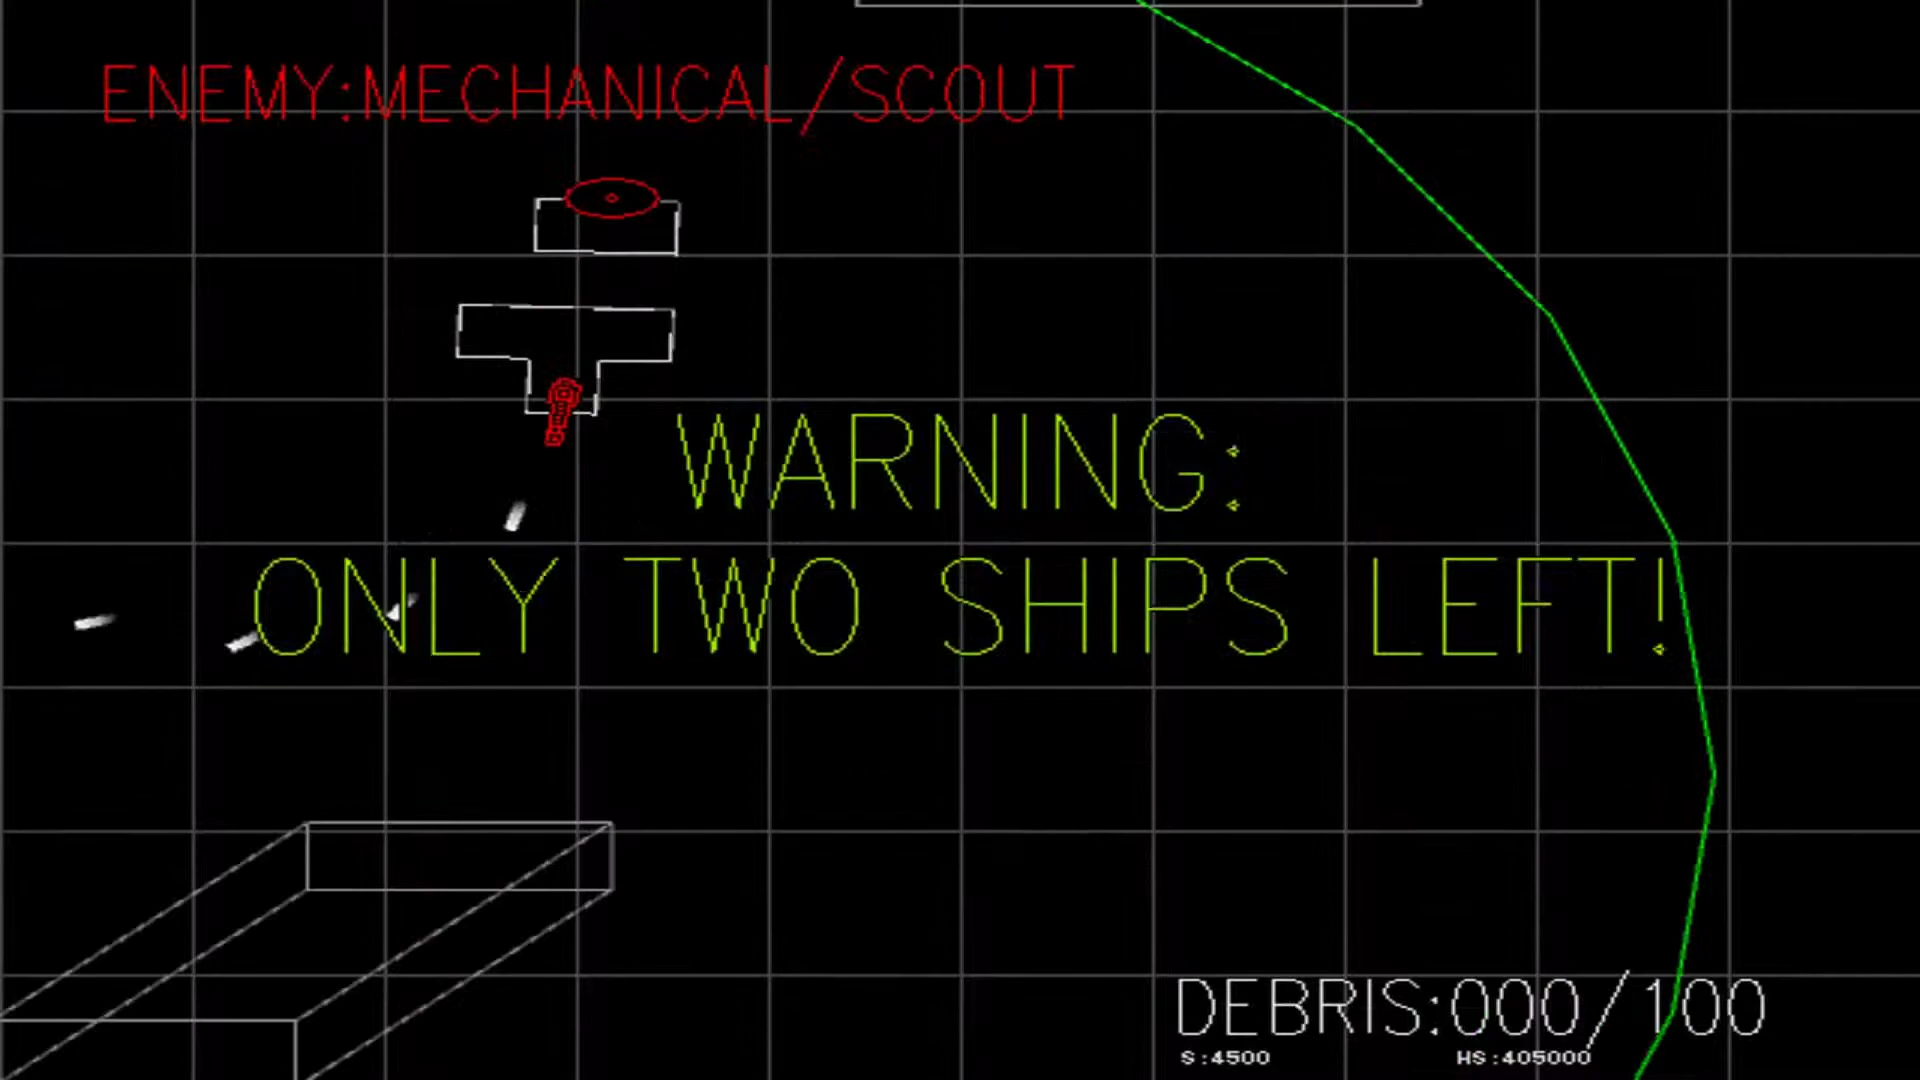 ENEMY:MECHANICAL/SCOUT
WARNING:
ONLY TWO SHIPS LEFT!
DEBRIS:000/100
S:4500 HS:405000